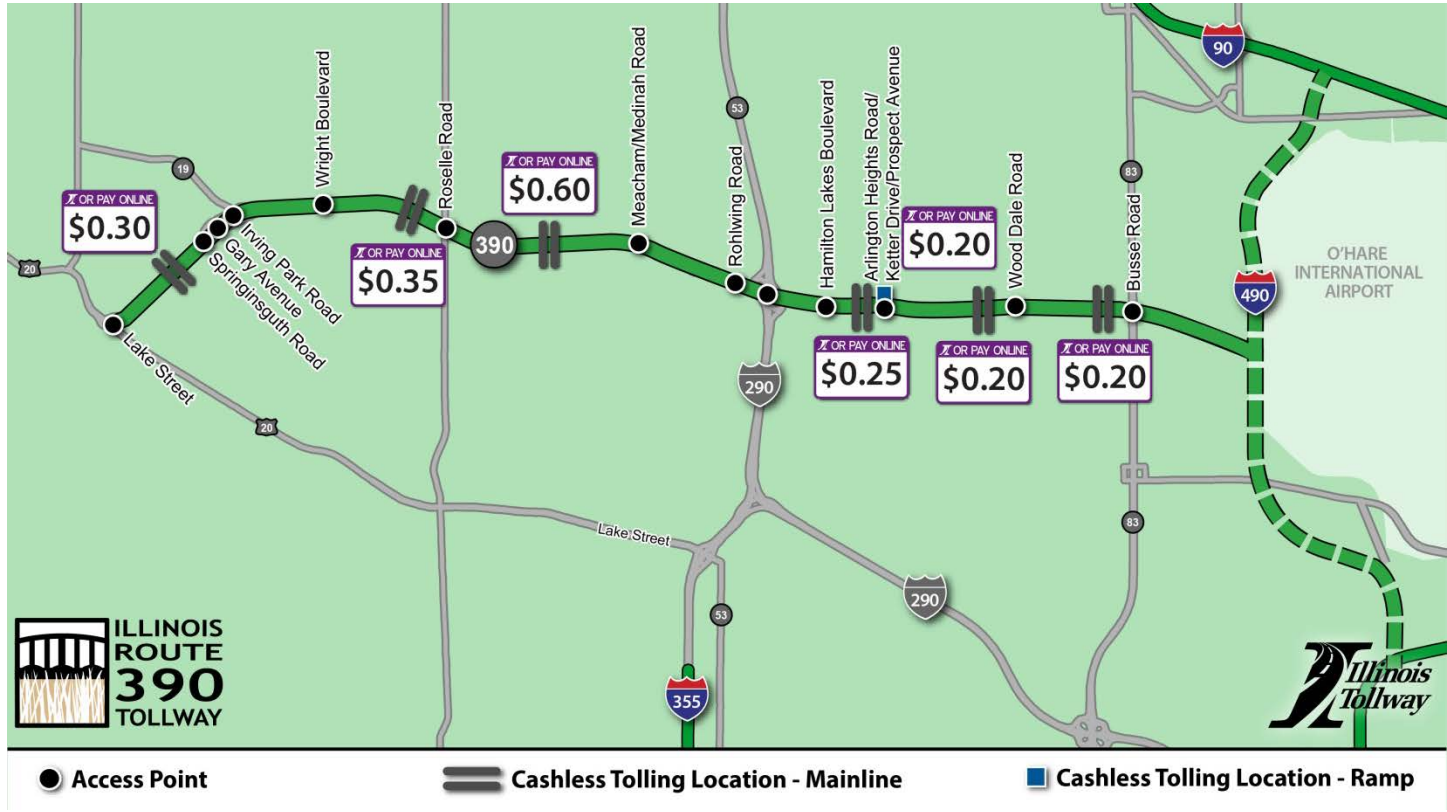 90
53
19
83
Wright Boulevard
Roselle Road
Meacham/Medinah Road
Rohlwing Road
Hamilton Lakes Boulevard
Arlington Heights Road/
Ketter Drive/Prospect Avenue
Wood Dale Road
Busse Road
OR PAY ONLINE
$0.30
OR PAY ONLINE
$0.60
OR PAY ONLINE
$0.20
Irving Park Road
Gary Avenue
Springinsguth Road
OR PAY ONLINE
$0.35
390
20
O'HARE
INTERNATIONAL
AIRPORT
490
OR PAY ONLINE
$0.25
OR PAY ONLINE
$0.20
OR PAY ONLINE
$0.20
Lake Street
290
20
Lake Street
83
290
53
355
ILLINOIS
ROUTE
390
TOLLWAY
Illinois
Tollway
Access Point
Cashless Tolling Location - Mainline
Cashless Tolling Location - Ramp